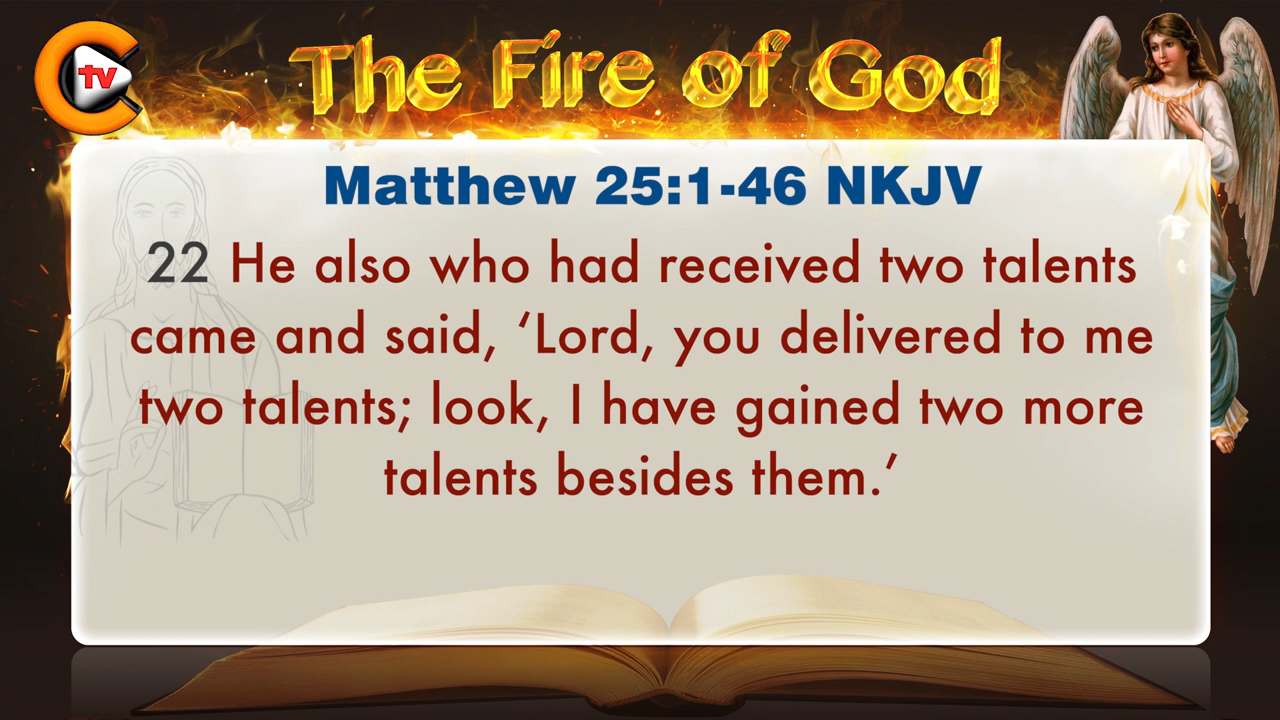 tv
The Fire of God
Matthew 25:1-46 NKJV
22 He also who had received two talents
came and said, ‘Lord, you delivered to me
two talents; look, I have gained two more
talents besides them.’